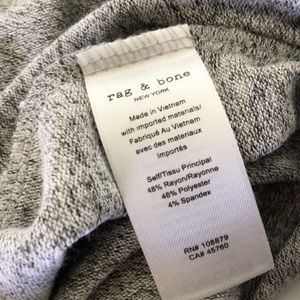 rag & bone
NEW YORK
Made in Vietnam
with imported materials/
Fabriqué Au Vietnam
avec des materiaux
importés
Self/Tissu Principal
48% Rayon/Rayonne
48% Polyester
4% Spandex
RN# 108879
CA# 45760